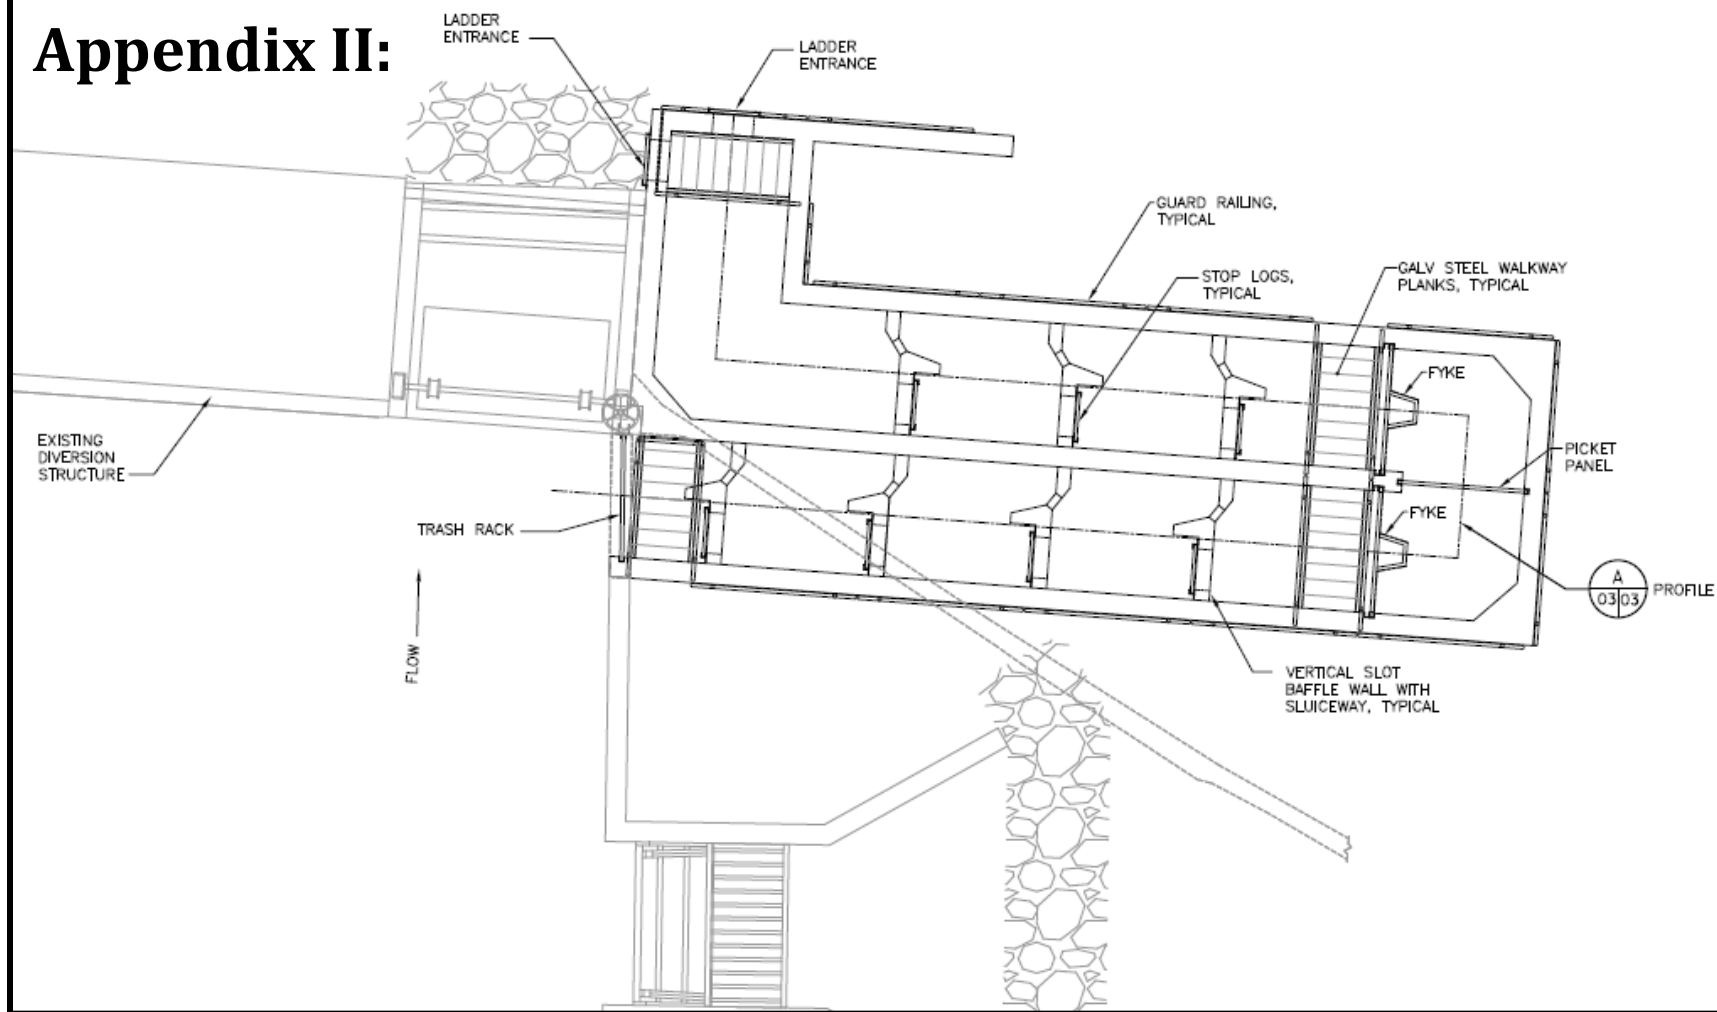 Appendix II:
LADDER
ENTRANCE
LADDER
ENTRANCE
GUARD RAILING,
TYPICAL
STOP LOGS,
TYPICAL
GALV STEEL WALKWAY
PLANKS, TYPICAL
FYKE
EXISTING
DIVERSION
STRUCTURE
PICKET
PANEL
TRASH RACK
FYKE
A
03 03
PROFILE
FLOW
VERTICAL SLOT
BAFFLE WALL WITH
SLUICEWAY, TYPICAL